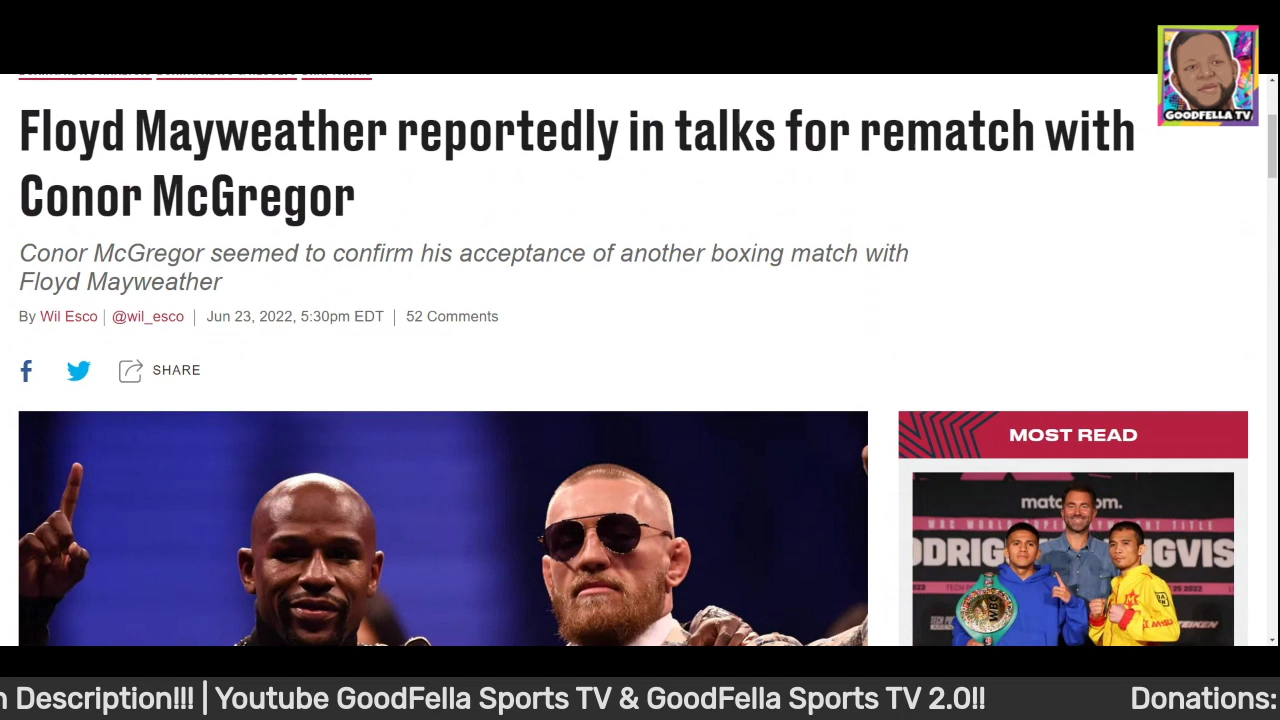 GOODFELLA TV
Floyd Mayweather reportedly in talks for rematch with
Conor McGregor
Conor McGregor seemed to confirm his acceptance of another boxing match with
Floyd Mayweather
By Wil Esco | @wil_esco | Jun 23, 2022, 5:30pm EDT | 52 Comments
SHARE
MOST READ
n Description!!! | Youtube GoodFella Sports TV & GoodFella Sports TV 2.0!! Donations: